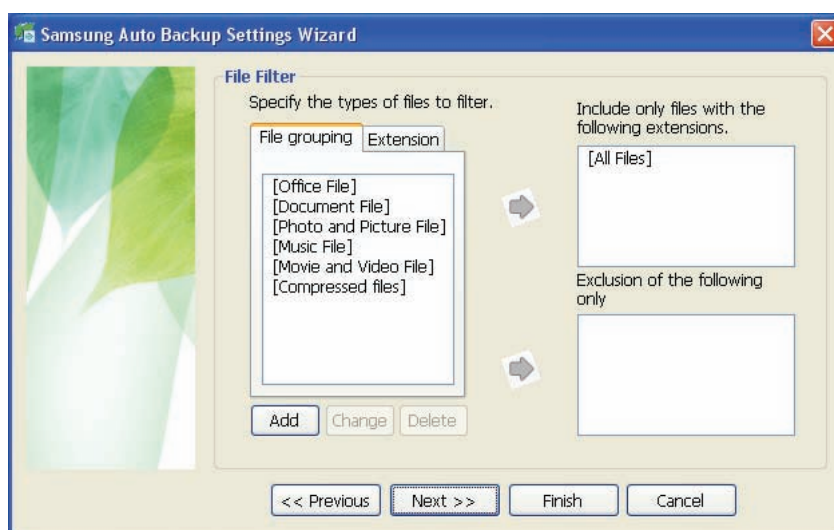 Samsung Auto Backup Settings Wizard
File Filter
Specify the types of files to filter.
File grouping
Extension
[Office File]
[Document File]
[Photo and Picture File]
[Music File]
[Movie and Video File]
[Compressed files]
Add
Change
Delete
Include only files with the
following extensions.
[All Files]
Exclusion of the following
only
<< Previous
Next >>
Finish
Cancel